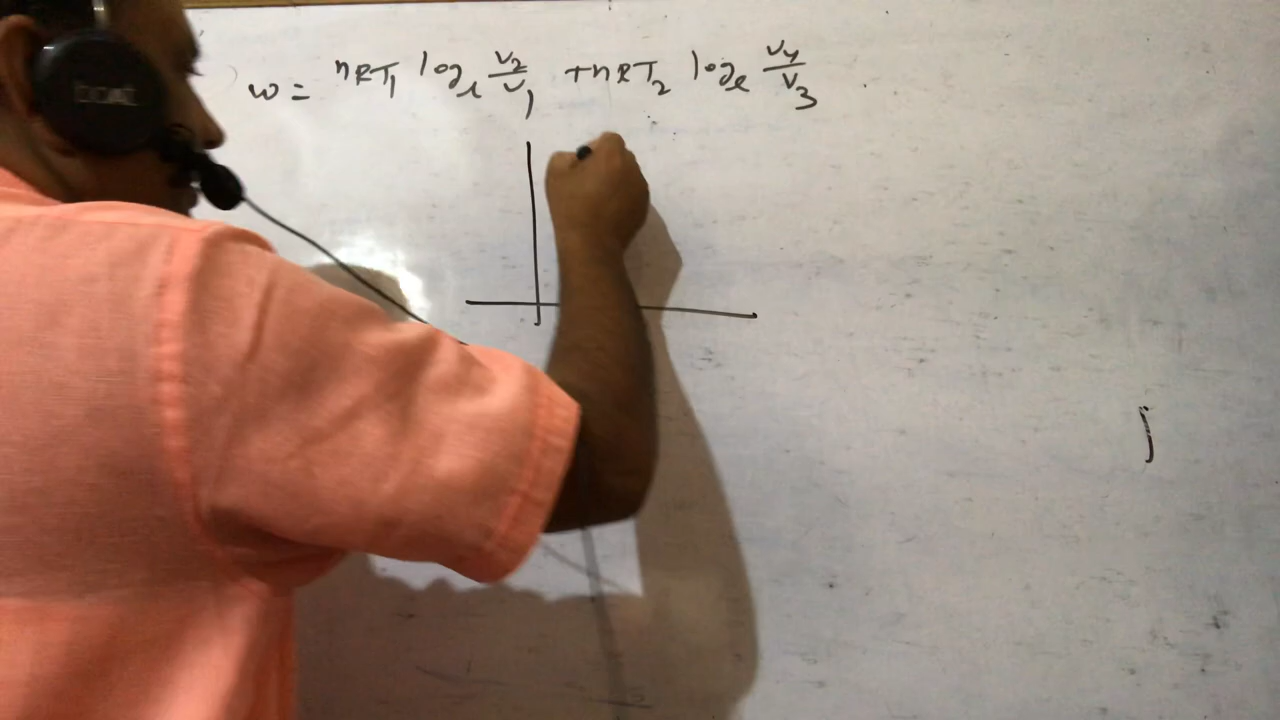 w = nRT₁ logₑ V₂/V₁ + nRT₂ logₑ V₄/V₃